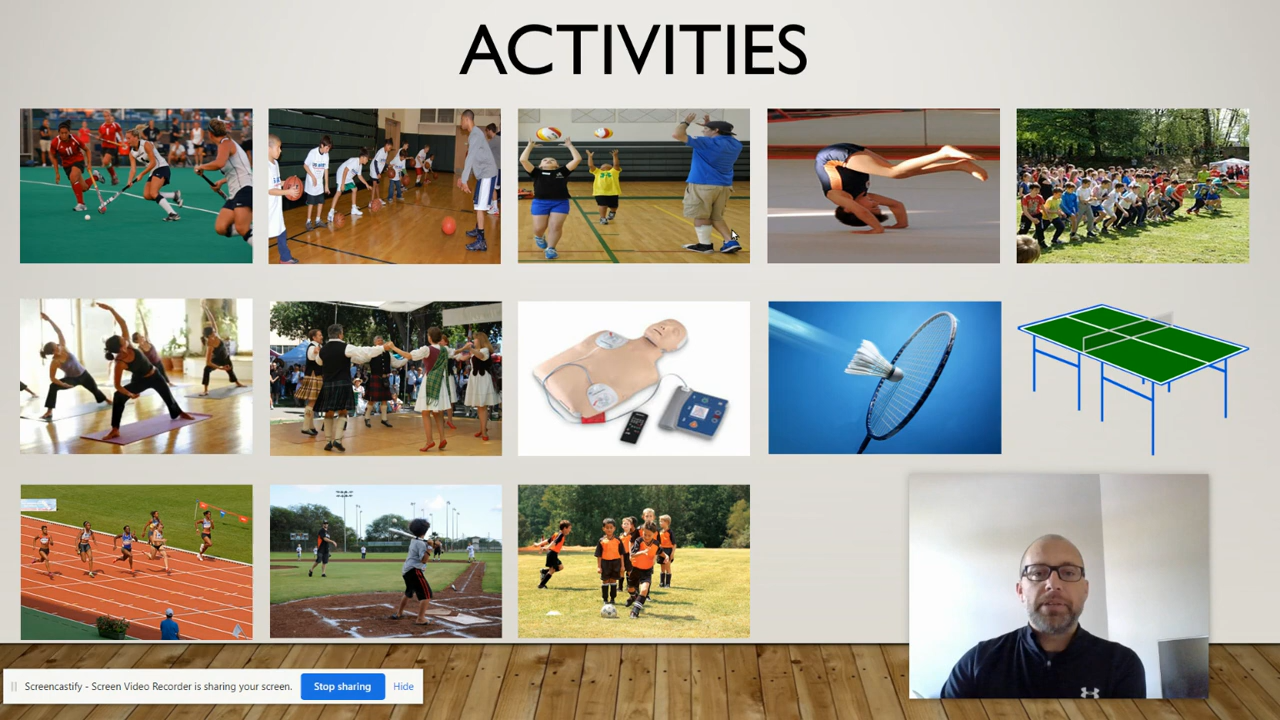 ACTIVITIES
Screencastify - Screen Video Recorder is sharing your screen.
Stop sharing
Hide